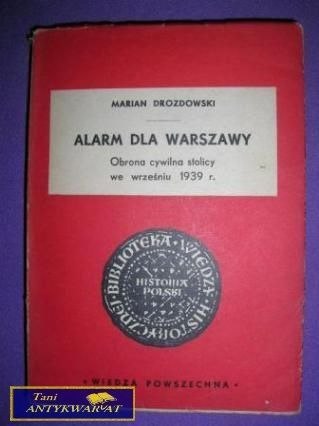 MARIAN DROZDOWSKI
ALARM DLA WARSZAWY
Obrona cywilna stolicy
we wrześniu 1939 r.
BIBLIOTEKA • WIEDZY • HISTORYCZNEJ •
HISTORIA
POLSKI
• WIEDZA POWSZECHNA •
Tani
ANTYKWARIAT